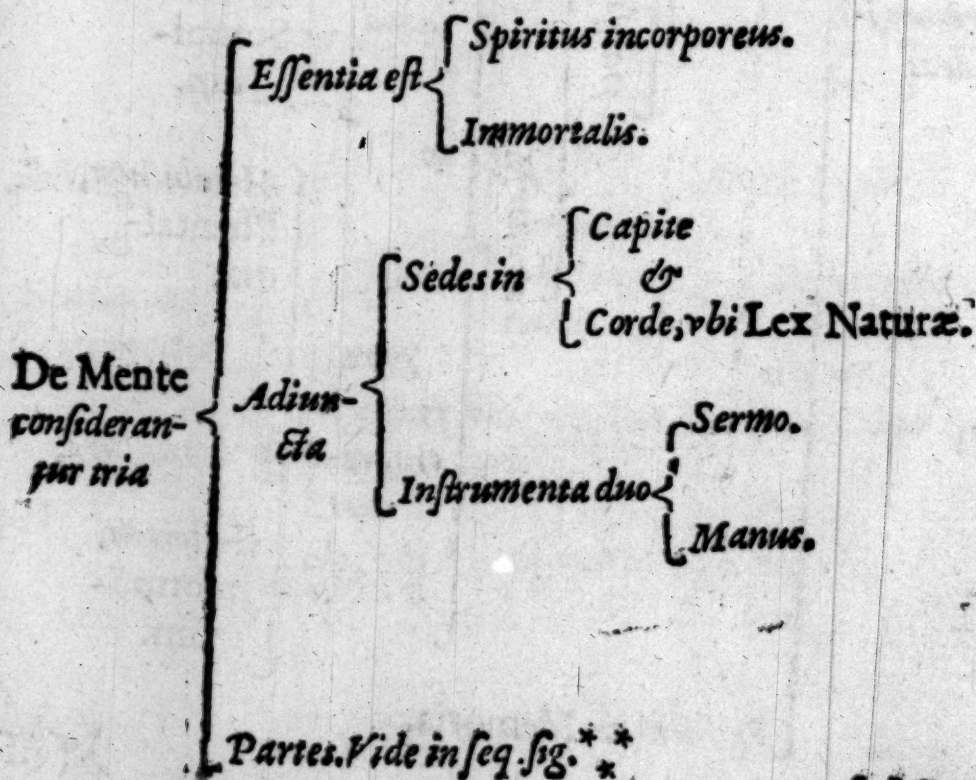 Spiritus incorporeus.
Eſſentia eſt
Immortalis.
Capite
Sedes in
&
Corde, vbi Lex Naturæ.
De Mente
conſideran-
tur tria
Adiun-
cta
Sermo.
Inſtrumenta duo
Manus.
Partes. Vide in ſeq. ſig. * * *